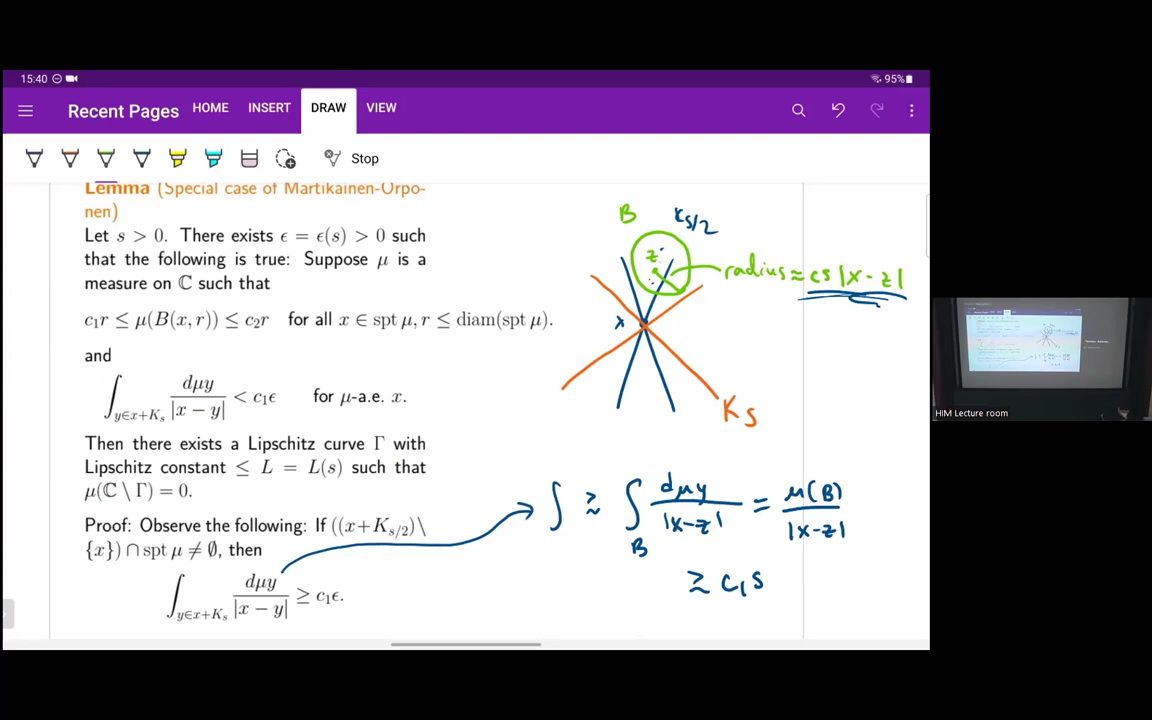 15:40
95%
Recent Pages HOME INSERT DRAW VIEW
Stop
Lemma (Special case of Martikainen-Orpo-
nen)
Let s > 0. There exists ϵ = ϵ(s) > 0 such
that the following is true: Suppose μ is a
measure on ℂ such that
c₁r ≤ μ(B(x, r)) ≤ c₂r for all x ∈ spt μ, r ≤ diam(spt μ).
and
∫_{y∈x+K_s} dμy / |x − y| < c₁ϵ for μ-a.e. x.
Then there exists a Lipschitz curve Γ with
Lipschitz constant ≤ L = L(s) such that
μ(ℂ \ Γ) = 0.
Proof: Observe the following: If ((x+K_{s/2})\
{x}) ∩ spt μ ≠ ∅, then
∫_{y∈x+K_s} dμy / |x − y| ≥ c₁ϵ.
B
K_{s/2}
z
radius ≈ cs|x-z|
x
K_s
∫ ≳ ∫_B dμy / |x-z| = μ(B) / |x-z|
≳ c₁s
HIM Lecture room